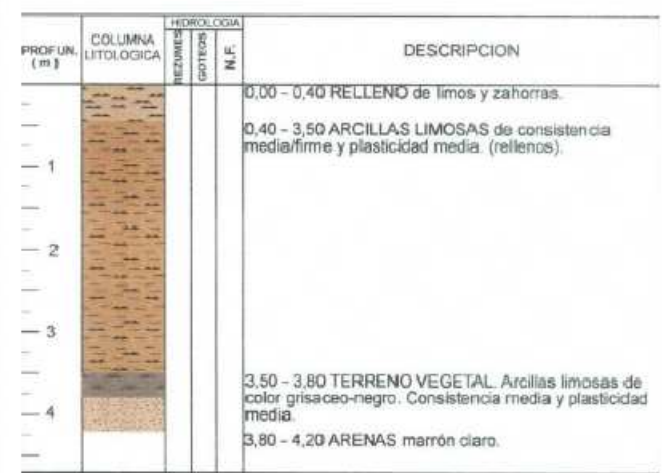 HIDROLOGIA
PROFUN. (m)
COLUMNA LITOLOGICA
REZUMES
GOTEOS
N.F.
DESCRIPCION
0,00 - 0,40 RELLENO de limos y zahorras.
0,40 - 3,50 ARCILLAS LIMOSAS de consistencia
media/firme y plasticidad media. (rellenos).
1
2
3
3,50 - 3,80 TERRENO VEGETAL. Arcillas limosas de
color grisaceo-negro. Consistencia media y plasticidad
media.
4
3,80 - 4,20 ARENAS marrón claro.